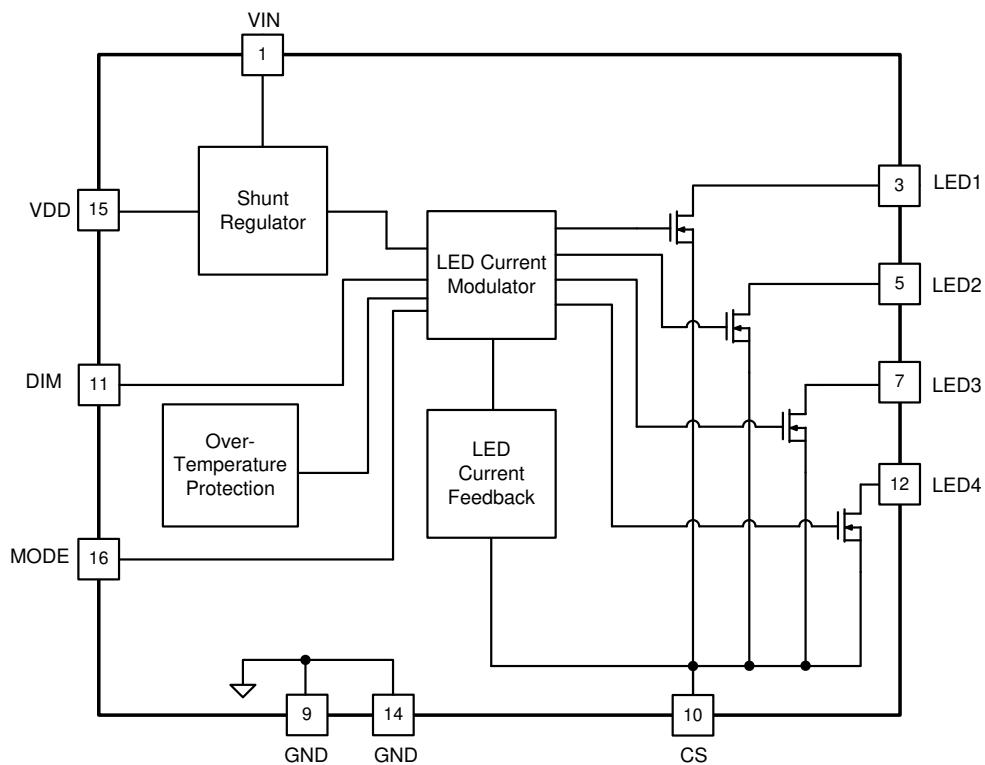 VIN
1
Shunt
Regulator
VDD
15
3
LED1
LED Current
Modulator
5
LED2
DIM
11
7
LED3
Over-
Temperature
Protection
LED
Current
Feedback
12
LED4
MODE
16
9
14
10
GND
GND
CS